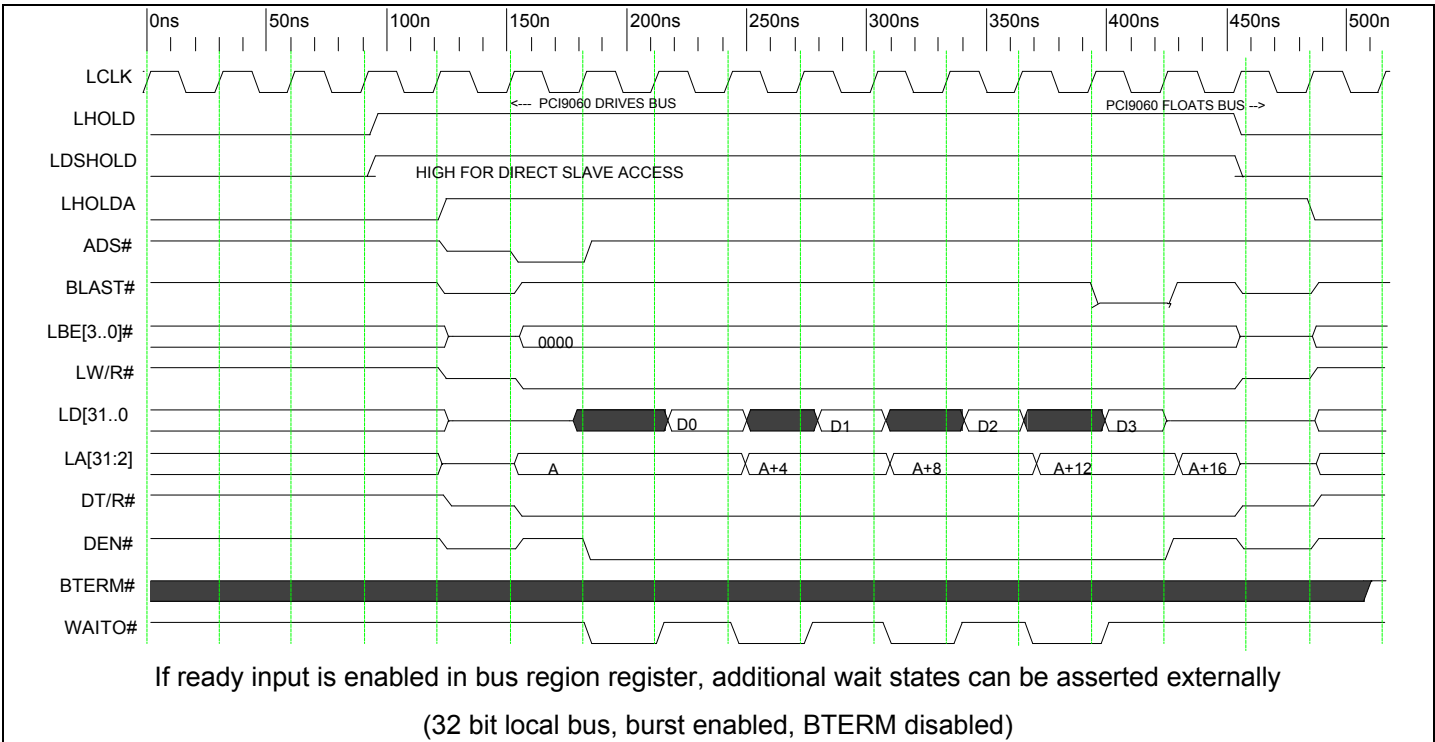 0ns 50ns 100n 150n 200ns 250ns 300ns 350ns 400ns 450ns 500n
LCLK
<--- PCI9060 DRIVES BUS PCI9060 FLOATS BUS -->
LHOLD
LDSHOLD
HIGH FOR DIRECT SLAVE ACCESS
LHOLDA
ADS#
BLAST#
LBE[3..0]# 0000
LW/R#
LD[31..0 D0 D1 D2 D3
LA[31:2] A A+4 A+8 A+12 A+16
DT/R#
DEN#
BTERM#
WAITO#
If ready input is enabled in bus region register, additional wait states can be asserted externally
(32 bit local bus, burst enabled, BTERM disabled)